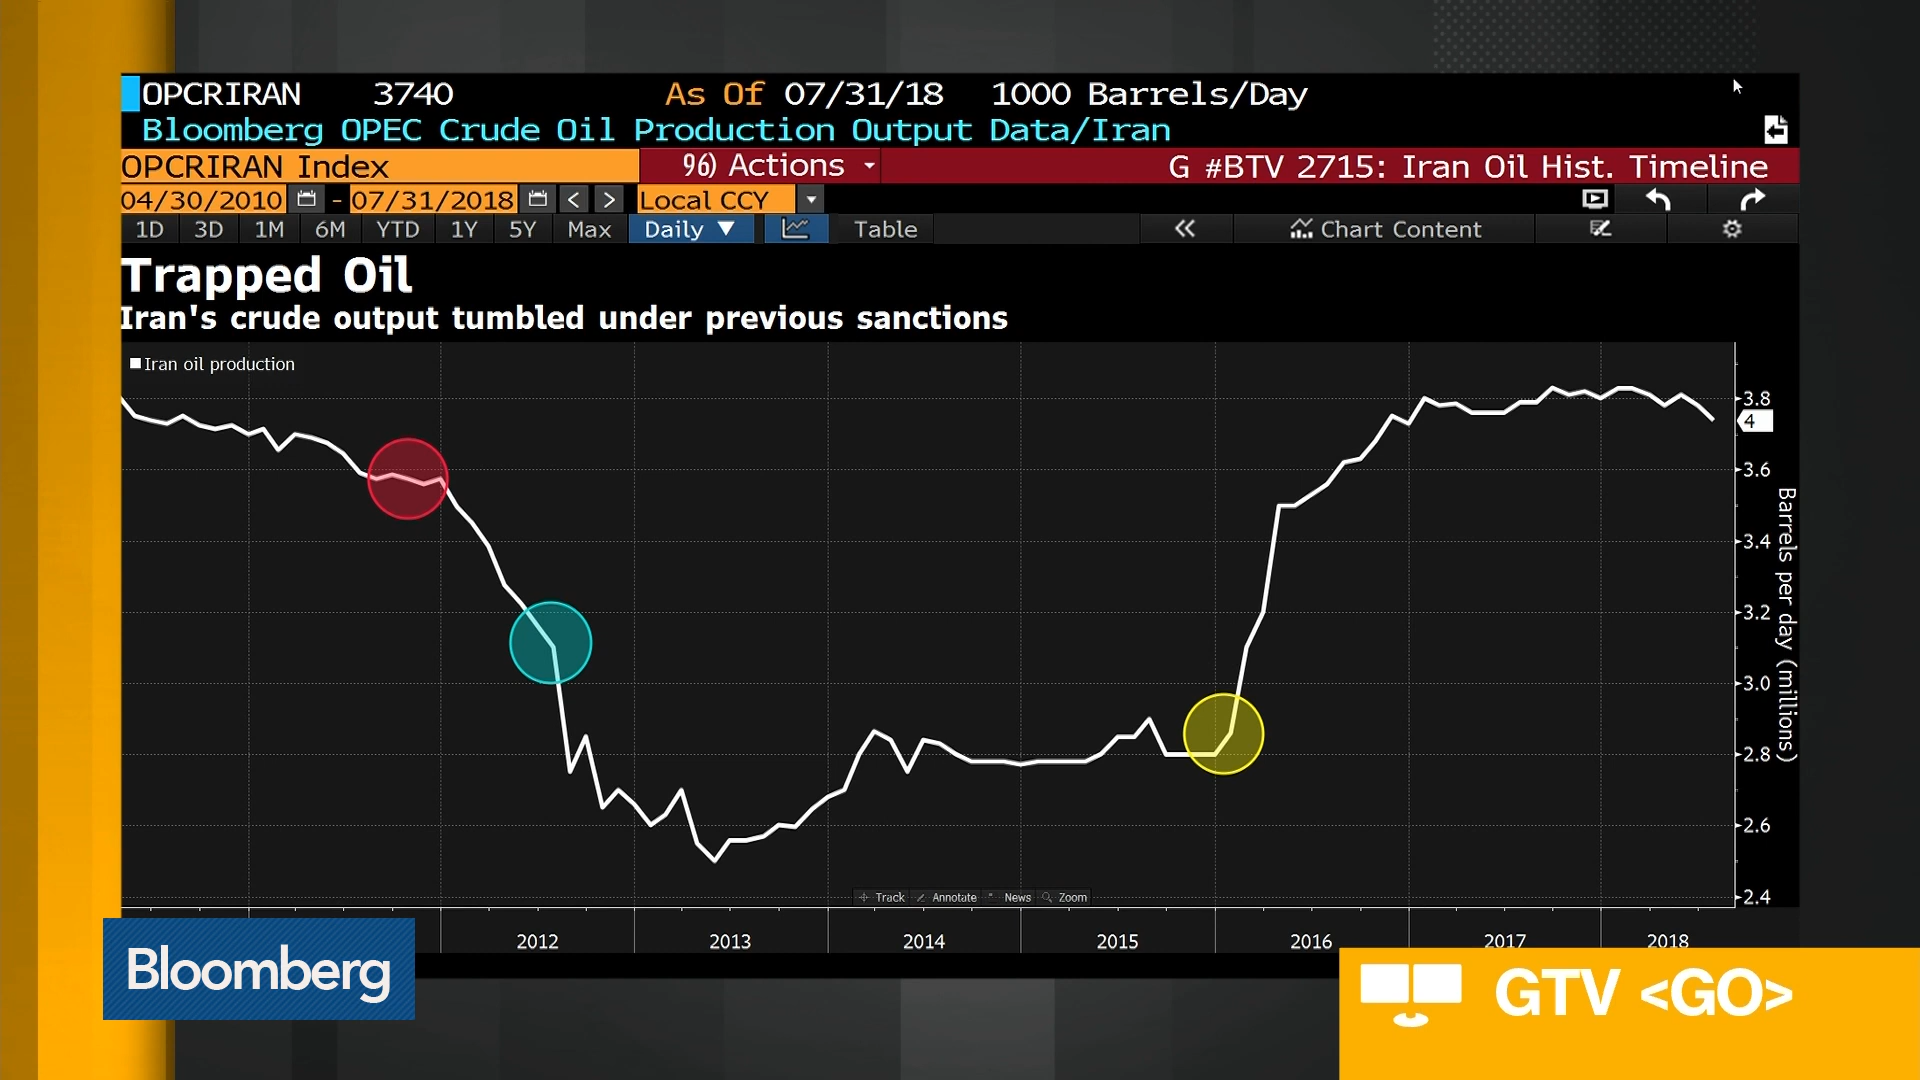 OPCRIRAN 3740 As Of 07/31/18 1000 Barrels/Day
Bloomberg OPEC Crude Oil Production Output Data/Iran
OPCRIRAN Index 96) Actions G #BTV 2715: Iran Oil Hist. Timeline
04/30/2010 - 07/31/2018 < > Local CCY
1D 3D 1M 6M YTD 1Y 5Y Max Daily ▼ Table « Chart Content
Trapped Oil
Iran's crude output tumbled under previous sanctions
Iran oil production
3.8
4
3.6
3.4
3.2
3.0
2.8
2.6
2.4
Barrels per day (millions)
Track Annotate News Zoom
2012 2013 2014 2015 2016 2017 2018
Bloomberg
GTV <GO>